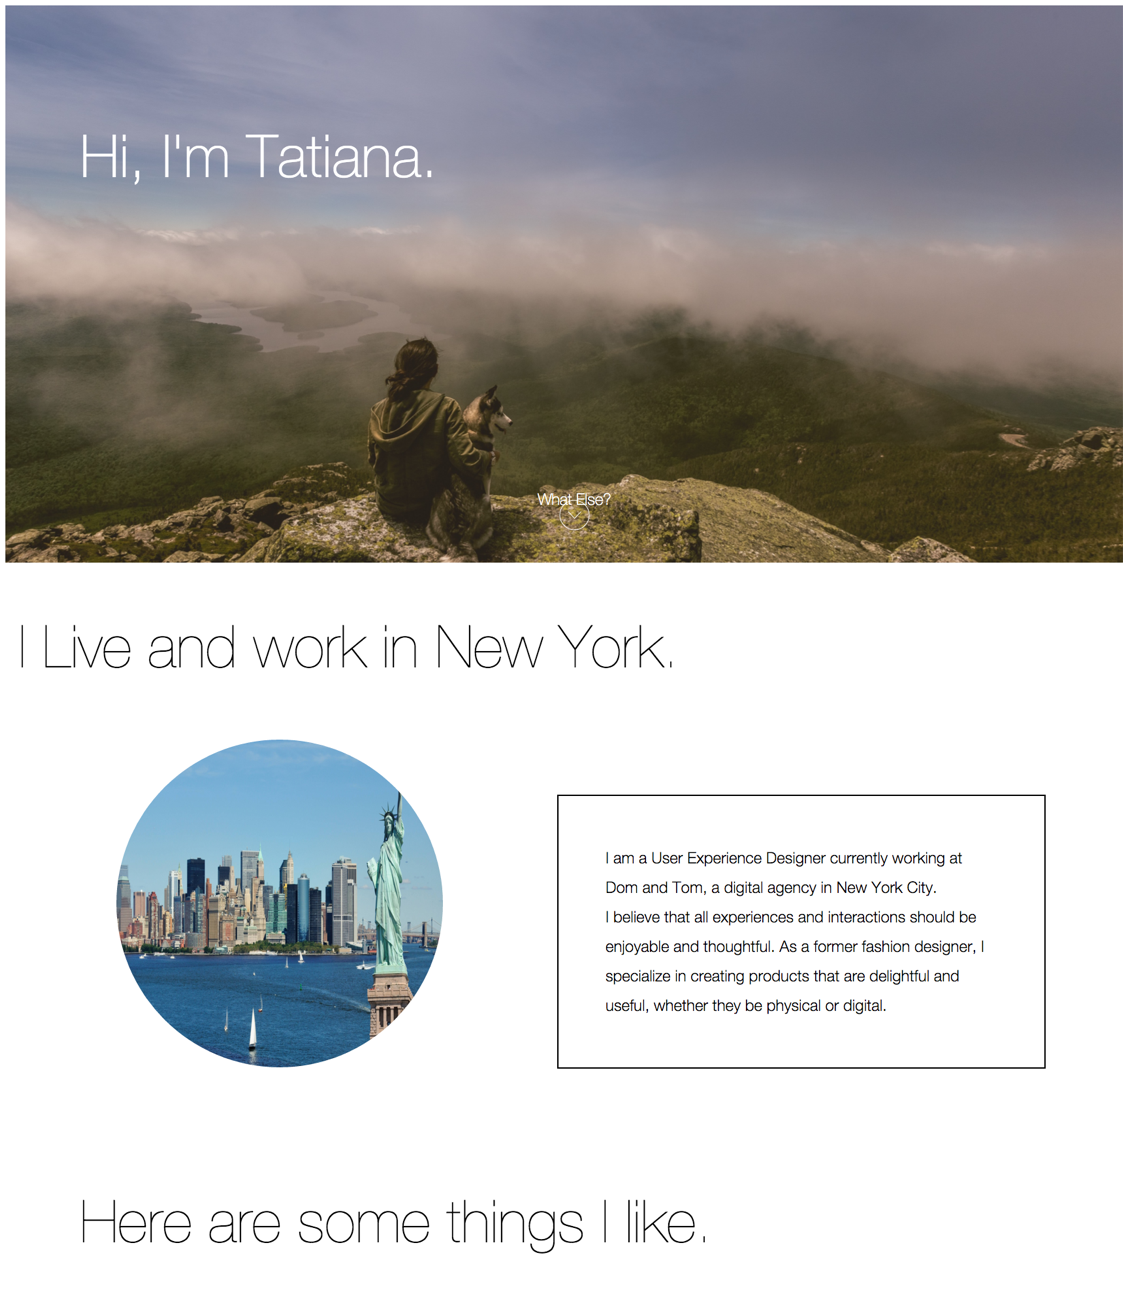 Hi, I'm Tatiana.
What Else?
I Live and work in New York.
I am a User Experience Designer currently working at
Dom and Tom, a digital agency in New York City.
I believe that all experiences and interactions should be
enjoyable and thoughtful. As a former fashion designer, I
specialize in creating products that are delightful and
useful, whether they be physical or digital.
Here are some things I like.